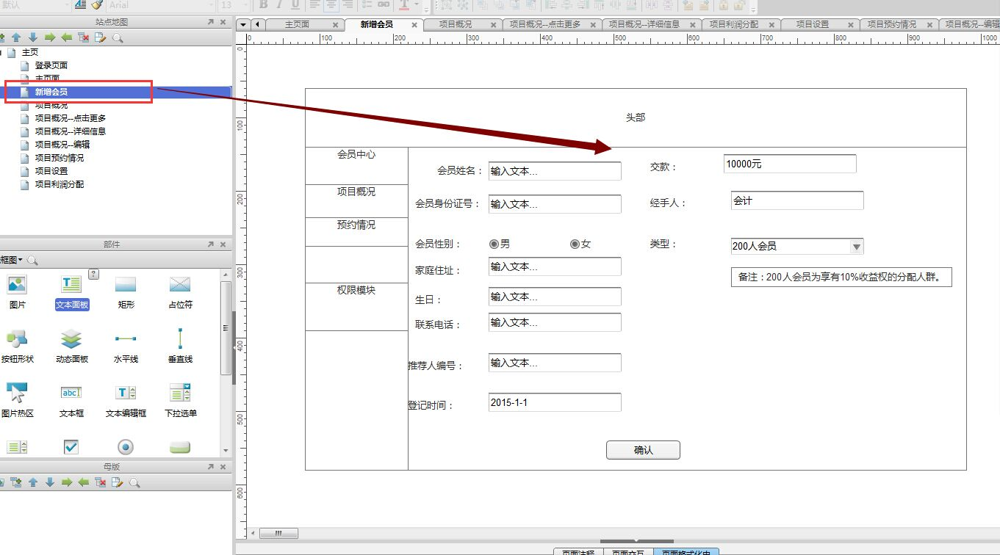 默认
Arial
13
B I U
站点地图
主页
登录页面
主页面
新增会员
项目概况
项目概况--点击更多
项目概况--详细信息
项目概况--编辑
项目预约情况
项目设置
项目利润分配
部件
框图
图片
文本面板
?
矩形
占位符
按钮形状
动态面板
水平线
垂直线
图片热区
文本框
文本编辑框
下拉选单
母版
主页面
新增会员
项目概况
项目概况--点击更多
项目概况--详细信息
项目利润分配
项目设置
项目预约情况
项目概况--编辑
0 100 200 300 400 500 600 700 800 900 1000
0
100
200
300
400
500
600
头部
会员中心
项目概况
预约情况
权限模块
会员姓名：
输入文本...
交款：
10000元
会员身份证号：
输入文本...
经手人：
会计
会员性别：
男
女
类型：
200人会员
家庭住址：
输入文本...
备注：200人会员为享有10%收益权的分配人群。
生日：
输入文本...
联系电话：
输入文本...
推荐人编号：
输入文本...
登记时间：
2015-1-1
确认
页面注释
页面交互
页面格式化中